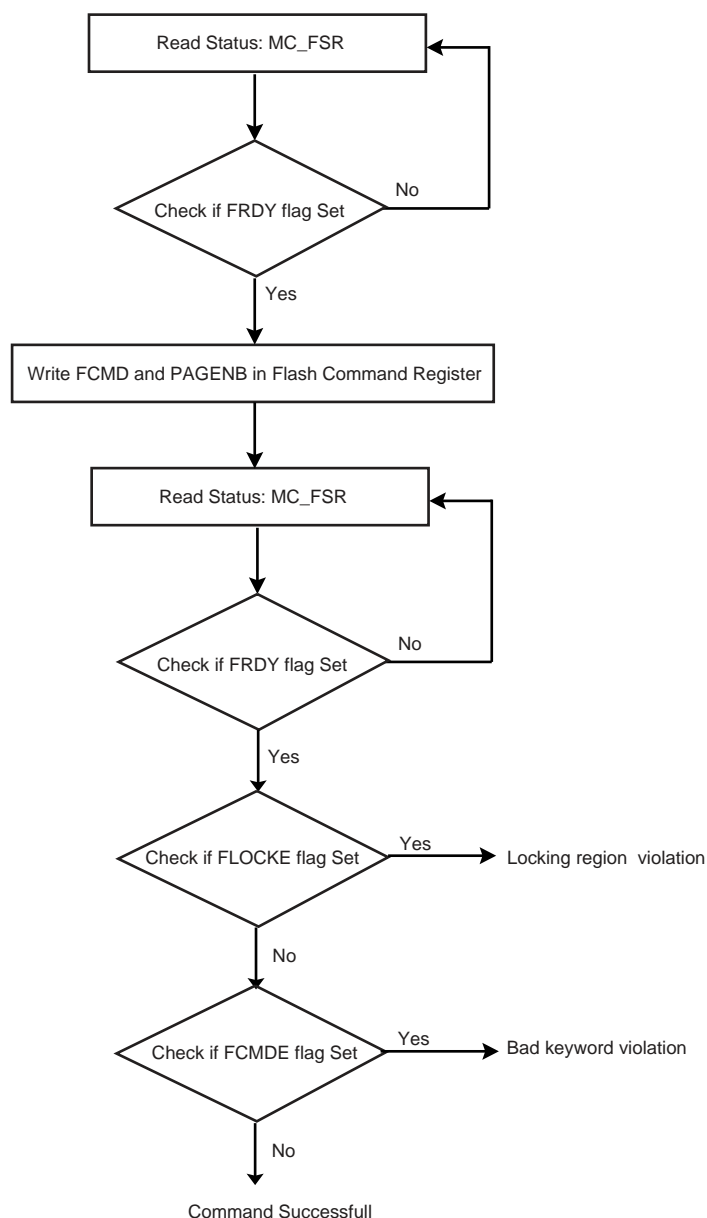 Read Status: MC_FSR
No
Check if FRDY flag Set
Yes
Write FCMD and PAGENB in Flash Command Register
Read Status: MC_FSR
No
Check if FRDY flag Set
Yes
Yes
Check if FLOCKE flag Set
Locking region violation
No
Yes
Check if FCMDE flag Set
Bad keyword violation
No
Command Successfull